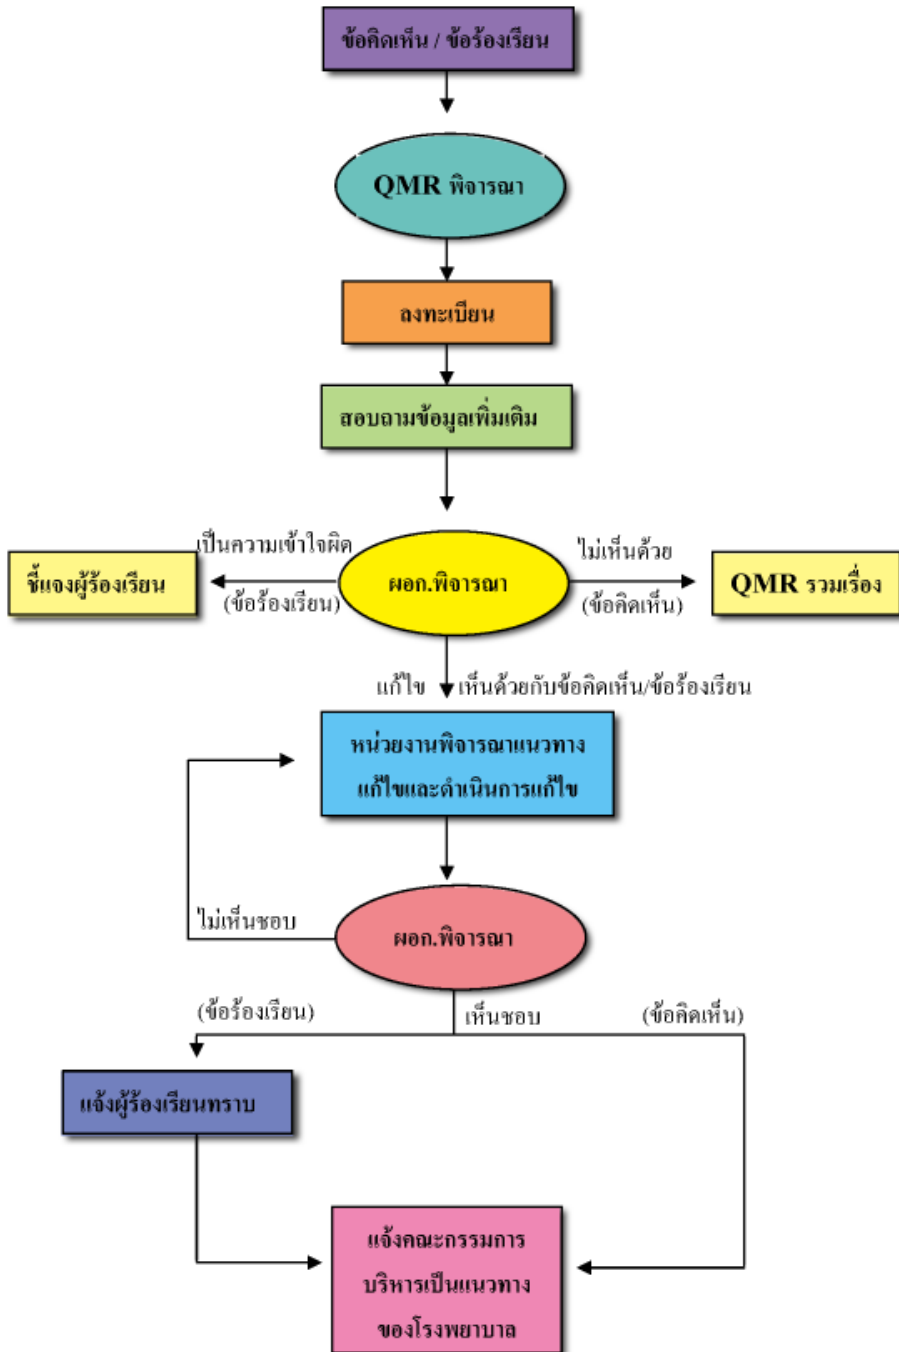 ข้อคิดเห็น / ข้อร้องเรียน
QMR พิจารณา
ลงทะเบียน
สอบถามข้อมูลเพิ่มเติม
เป็นความเข้าใจผิด
ไม่เห็นด้วย
ชี้แจงผู้ร้องเรียน
ผอก.พิจารณา
QMR รวมเรื่อง
(ข้อร้องเรียน)
(ข้อคิดเห็น)
แก้ไข
เห็นด้วยกับข้อคิดเห็น/ข้อร้องเรียน
หน่วยงานพิจารณาแนวทาง
แก้ไขและดำเนินการแก้ไข
ไม่เห็นชอบ
ผอก.พิจารณา
(ข้อร้องเรียน)
เห็นชอบ
(ข้อคิดเห็น)
แจ้งผู้ร้องเรียนทราบ
แจ้งคณะกรรมการ
บริหารเป็นแนวทาง
ของโรงพยาบาล